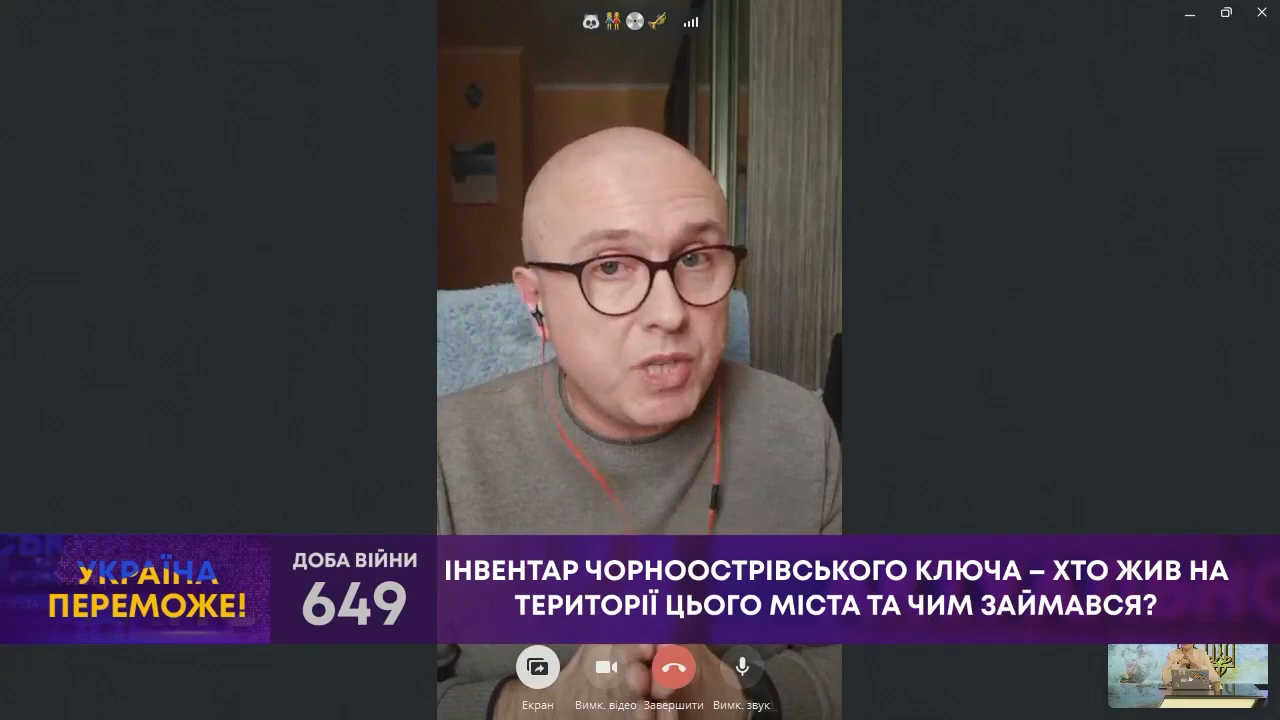 УКРАЇНА
ПЕРЕМОЖЕ!
ДОБА ВІЙНИ
649
ІНВЕНТАР ЧОРНООСТРІВСЬКОГО КЛЮЧА – ХТО ЖИВ НА
ТЕРИТОРІЇ ЦЬОГО МІСТА ТА ЧИМ ЗАЙМАВСЯ?
Екран
Вимк. відео
Завершити
Вимк. звук